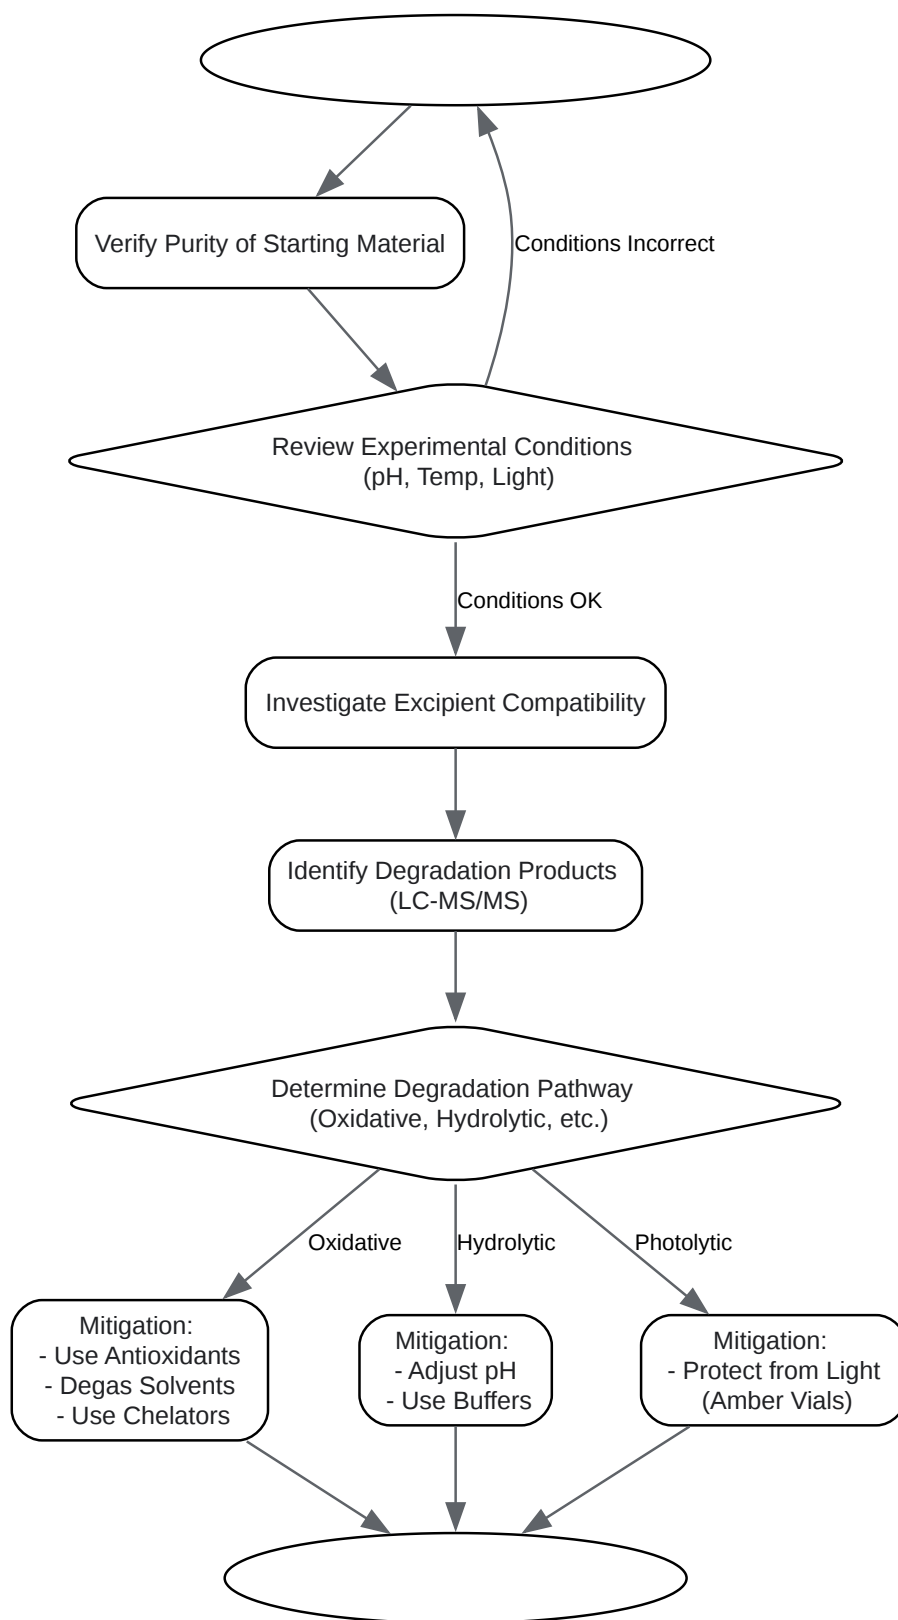 Verify Purity of Starting Material
Conditions Incorrect
Review Experimental Conditions
(pH, Temp, Light)
Conditions OK
Investigate Excipient Compatibility
Identify Degradation Products
(LC-MS/MS)
Determine Degradation Pathway
(Oxidative, Hydrolytic, etc.)
Oxidative
Hydrolytic
Photolytic
Mitigation:
- Use Antioxidants
- Degas Solvents
- Use Chelators
Mitigation:
- Adjust pH
- Use Buffers
Mitigation:
- Protect from Light
(Amber Vials)